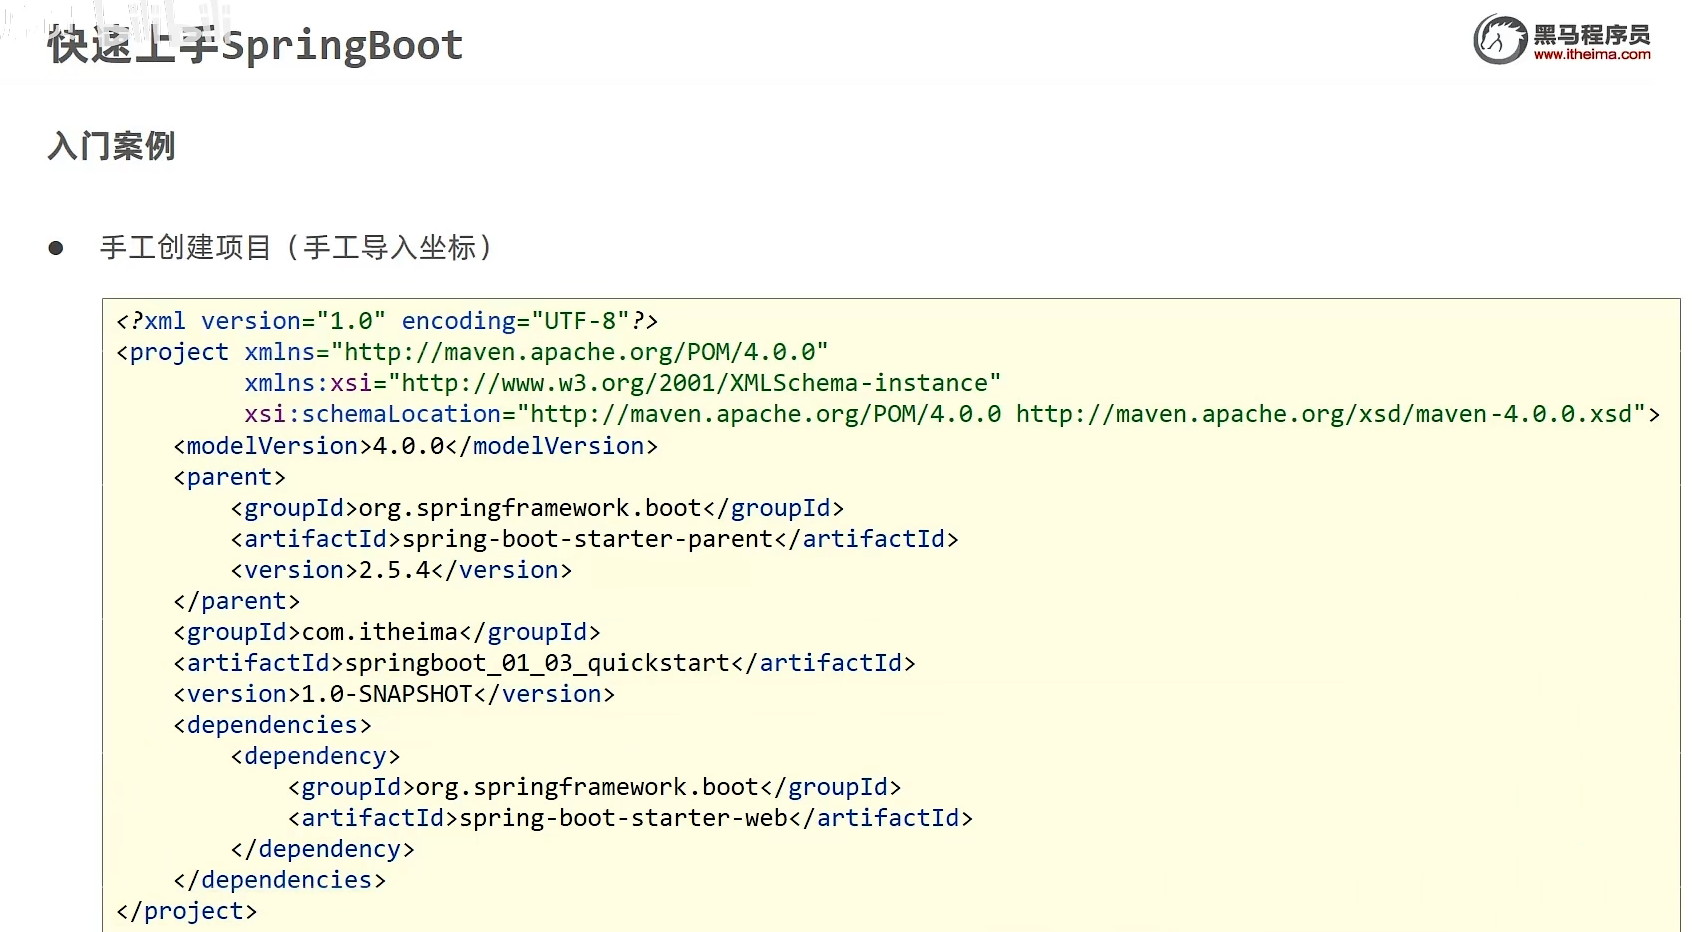 快速上手SpringBoot
黑马程序员
www.itheima.com
入门案例
● 手工创建项目（手工导入坐标）
<?xml version="1.0" encoding="UTF-8"?>
<project xmlns="http://maven.apache.org/POM/4.0.0"
         xmlns:xsi="http://www.w3.org/2001/XMLSchema-instance"
         xsi:schemaLocation="http://maven.apache.org/POM/4.0.0 http://maven.apache.org/xsd/maven-4.0.0.xsd">
    <modelVersion>4.0.0</modelVersion>
    <parent>
        <groupId>org.springframework.boot</groupId>
        <artifactId>spring-boot-starter-parent</artifactId>
        <version>2.5.4</version>
    </parent>
    <groupId>com.itheima</groupId>
    <artifactId>springboot_01_03_quickstart</artifactId>
    <version>1.0-SNAPSHOT</version>
    <dependencies>
        <dependency>
            <groupId>org.springframework.boot</groupId>
            <artifactId>spring-boot-starter-web</artifactId>
        </dependency>
    </dependencies>
</project>